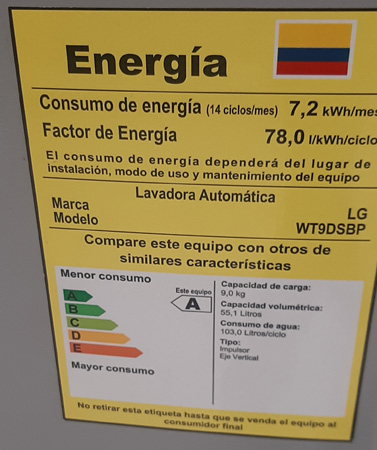 Energía
Consumo de energía (14 ciclos/mes) 7,2 kWh/mes
Factor de Energía 78,0 l/kWh/ciclo
El consumo de energía dependerá del lugar de
instalación, modo de uso y mantenimiento del equipo
Lavadora Automática
Marca LG
Modelo WT9DSBP
Compare este equipo con otros de
similares características
Menor consumo
Este equipo
A
A
B
C
D
E
Mayor consumo
Capacidad de carga:
9,0 kg
Capacidad volumétrica:
55,1 Litros
Consumo de agua:
103,0 Litros/ciclo
Tipo:
Impulsor
Eje Vertical
No retirar esta etiqueta hasta que se venda el equipo al
consumidor final